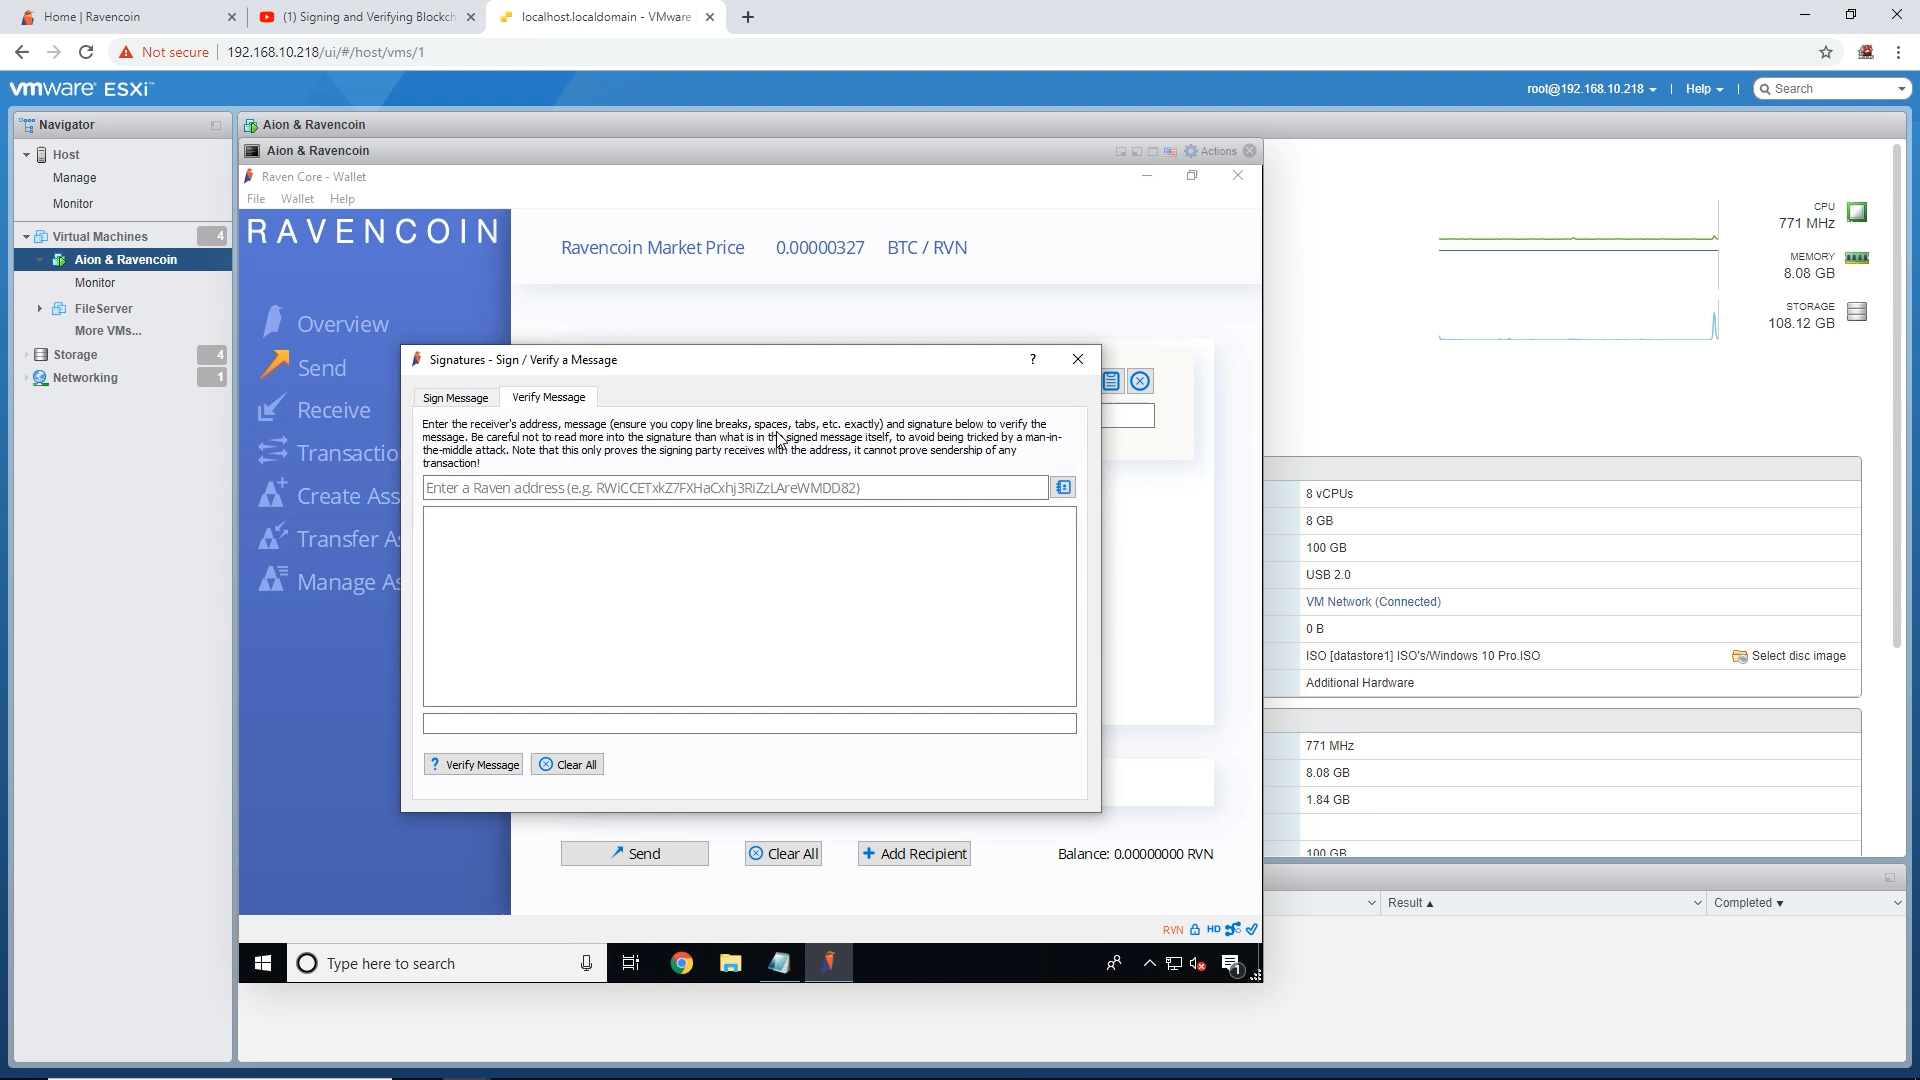 Home | Ravencoin
(1) Signing and Verifying Blockch
localhost.localdomain - VMware
Not secure
192.168.10.218/ui/#/host/vms/1
vmware ESXi™
root@192.168.10.218
Help
Search
Navigator
Host
Manage
Monitor
Virtual Machines
4
Aion & Ravencoin
Monitor
FileServer
More VMs...
Storage
4
Networking
1
Aion & Ravencoin
Aion & Ravencoin
Actions
Raven Core - Wallet
File
Wallet
Help
RAVENCOIN
Ravencoin Market Price
0.00000327
BTC / RVN
Overview
Send
Receive
Transactio
Create Ass
Transfer A
Manage As
Signatures - Sign / Verify a Message
?
Sign Message
Verify Message
Enter the receiver's address, message (ensure you copy line breaks, spaces, tabs, etc. exactly) and signature below to verify the
message. Be careful not to read more into the signature than what is in the signed message itself, to avoid being tricked by a man-in-
the-middle attack. Note that this only proves the signing party receives with the address, it cannot prove sendership of any
transaction!
Enter a Raven address (e.g. RWiCCETxkZ7FXHaCxhj3RiZzLAreWMDD82)
? Verify Message
Clear All
Send
Clear All
Add Recipient
Balance: 0.00000000 RVN
RVN
HD
Type here to search
1
CPU
771 MHz
MEMORY
8.08 GB
STORAGE
108.12 GB
8 vCPUs
8 GB
100 GB
USB 2.0
VM Network (Connected)
0 B
ISO [datastore1] ISO's/Windows 10 Pro.ISO
Select disc image
Additional Hardware
771 MHz
8.08 GB
1.84 GB
100 GB
Result
Completed